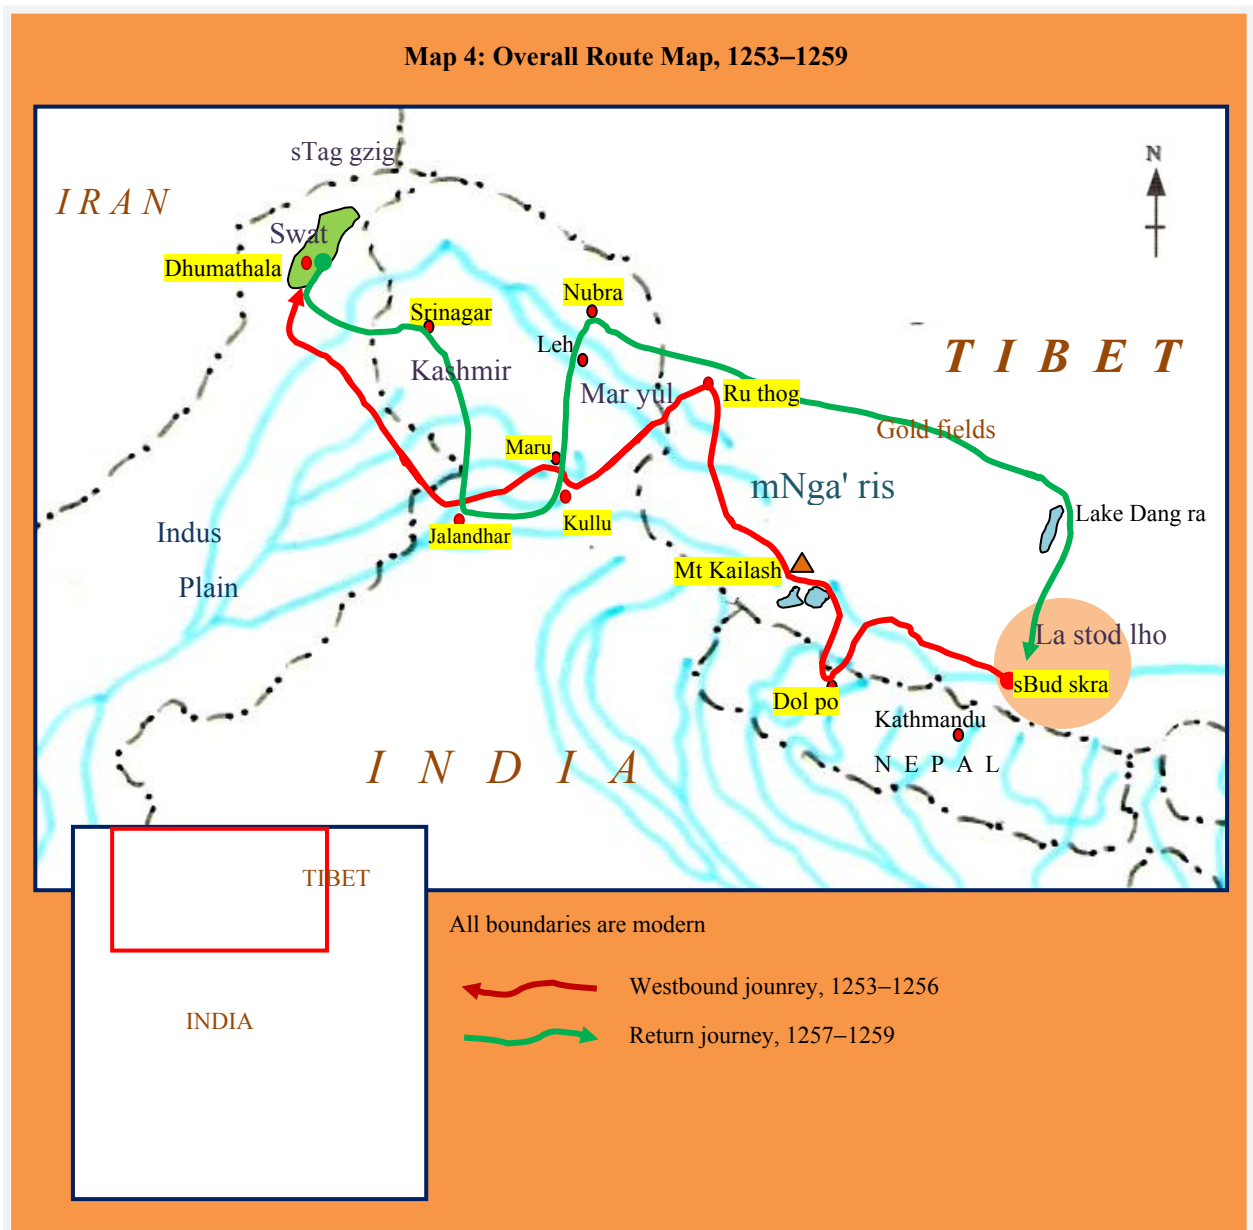 Map 4: Overall Route Map, 1253–1259
sTag gzig
N
IRAN
Swat
Dhumathala
Nubra
Srinagar
Leh
TIBET
Kashmir
Mar yul
Ru thog
Gold fields
Maru
mNga' ris
Lake Dang ra
Kullu
Jalandhar
Indus
Plain
Mt Kailash
La stod lho
sBud skra
Dol po
Kathmandu
INDIA
NEPAL
TIBET
INDIA
All boundaries are modern
Westbound jounrey, 1253–1256
Return journey, 1257–1259